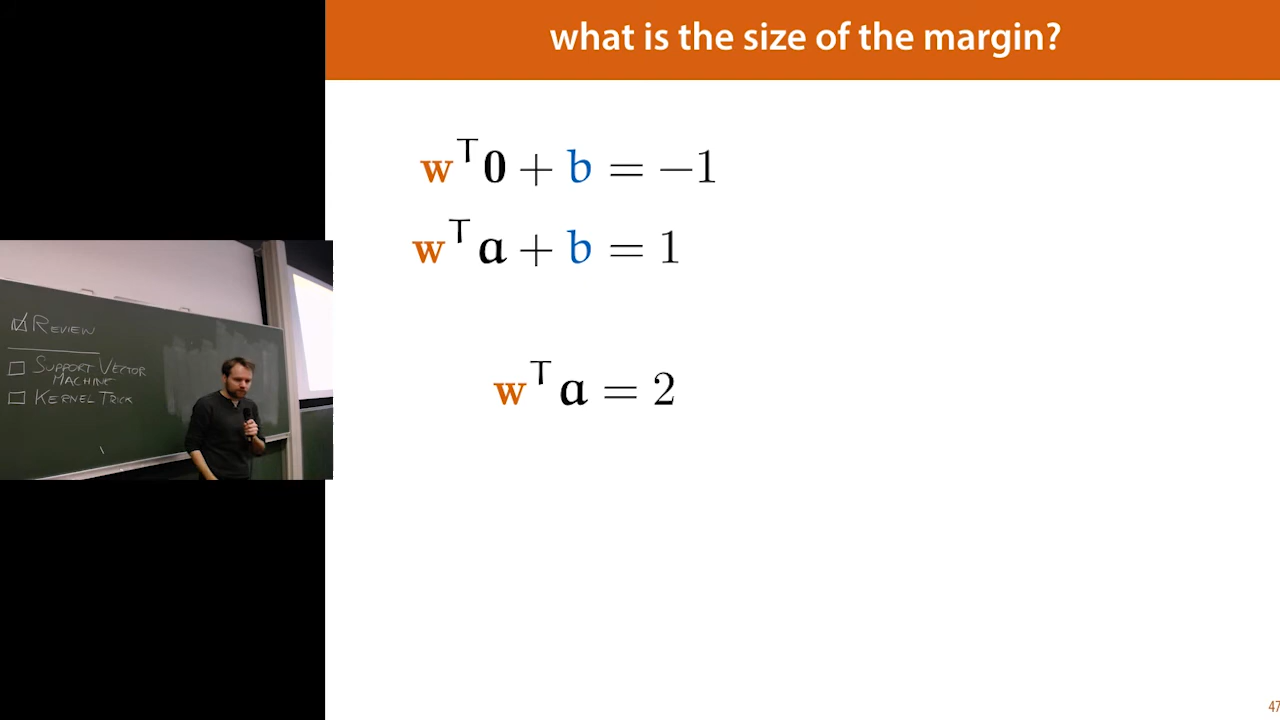 what is the size of the margin?
wᵀ0 + b = −1
wᵀa + b = 1
wᵀa = 2
☑ REVIEW
☐ SUPPORT VECTOR
MACHINE
☐ KERNEL TRICK
47